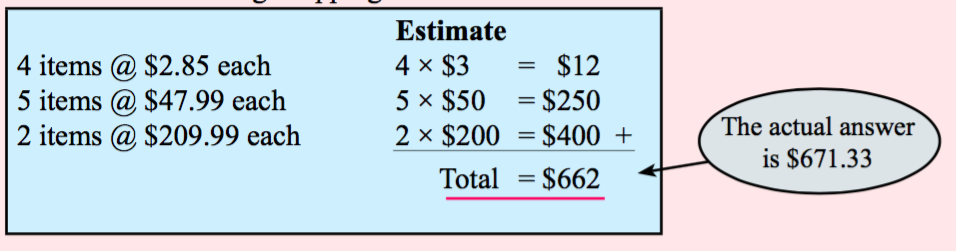 Estimate
4 items @ $2.85 each 4 × $3 = $12
5 items @ $47.99 each 5 × $50 = $250
2 items @ $209.99 each 2 × $200 = $400 +
Total = $662
The actual answer
is $671.33